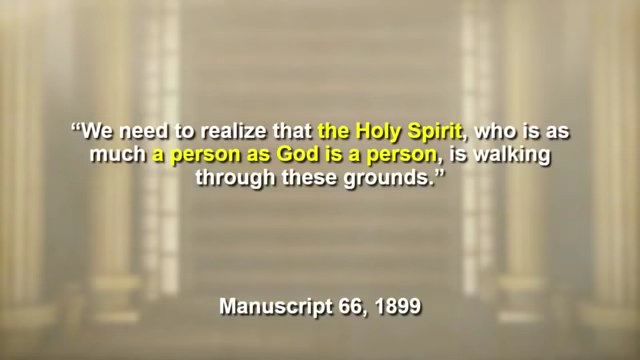 “We need to realize that the Holy Spirit, who is as
much a person as God is a person, is walking
through these grounds.”
Manuscript 66, 1899